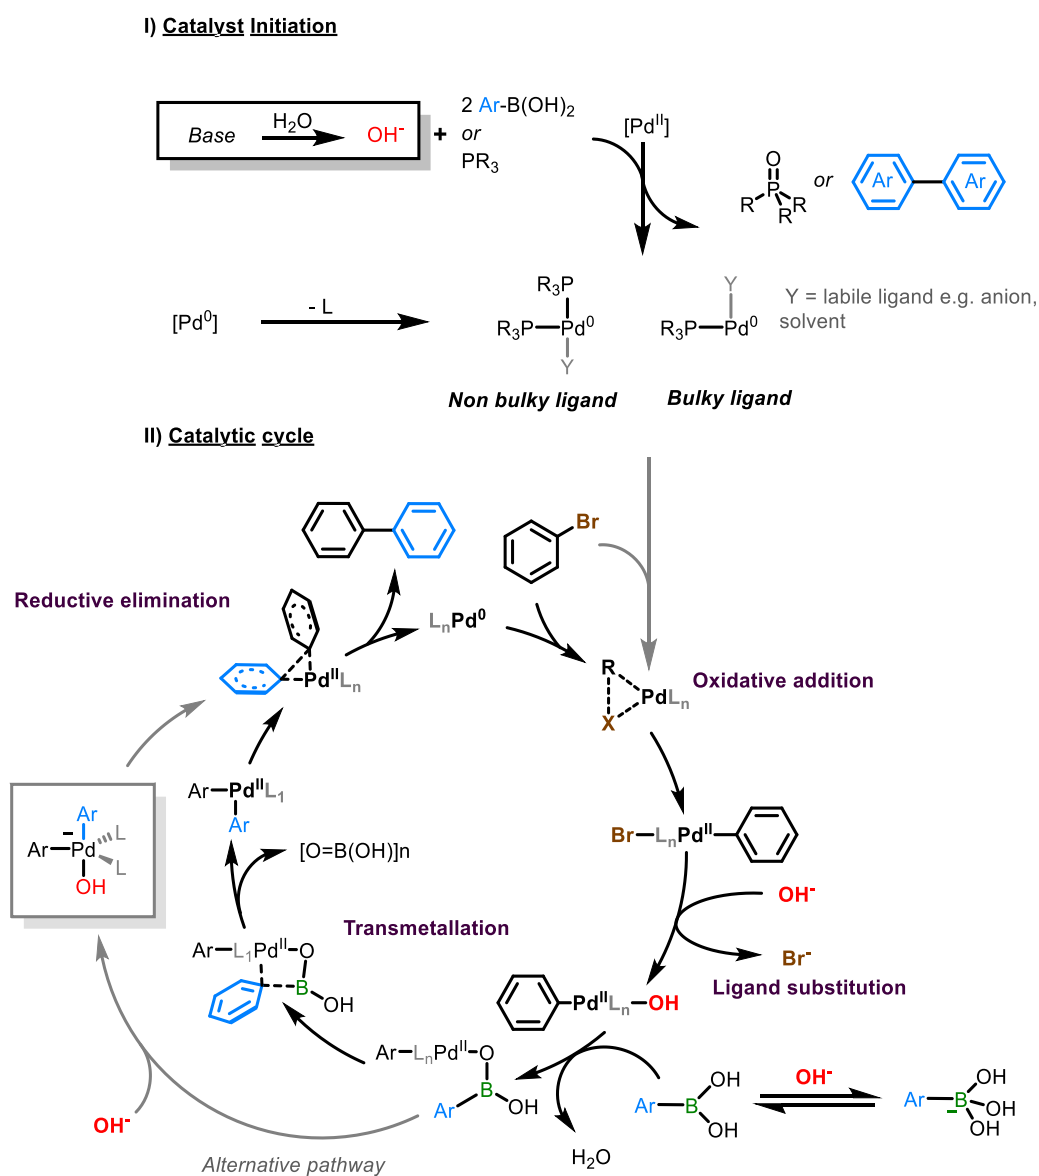 I) Catalyst Initiation
2 Ar-B(OH)₂
Base H₂O OH⁻ + or [Pdᴵᴵ]
PR₃
O
P
R R R
or
Ar Ar
R₃P
[Pd⁰] - L R₃P Pd⁰
Y
Y
R₃P Pd⁰
Y = labile ligand e.g. anion,
solvent
Non bulky ligand Bulky ligand
II) Catalytic cycle
Br
Reductive elimination
LₙPd⁰
PdᴵᴵLₙ
R
PdLₙ
X
Oxidative addition
Ar PdᴵᴵL₁
Ar
Ar
Ar Pd L
- L
OH
Br LₙPdᴵᴵ
[O=B(OH)]n
OH⁻
Transmetallation
Ar L₁Pdᴵᴵ O
B
OH
Br⁻
Ligand substitution
PdᴵᴵLₙ OH
Ar LₙPdᴵᴵ O
B
Ar OH
OH
Ar B
OH
OH⁻
OH
Ar B OH
- OH
OH⁻
H₂O
Alternative pathway